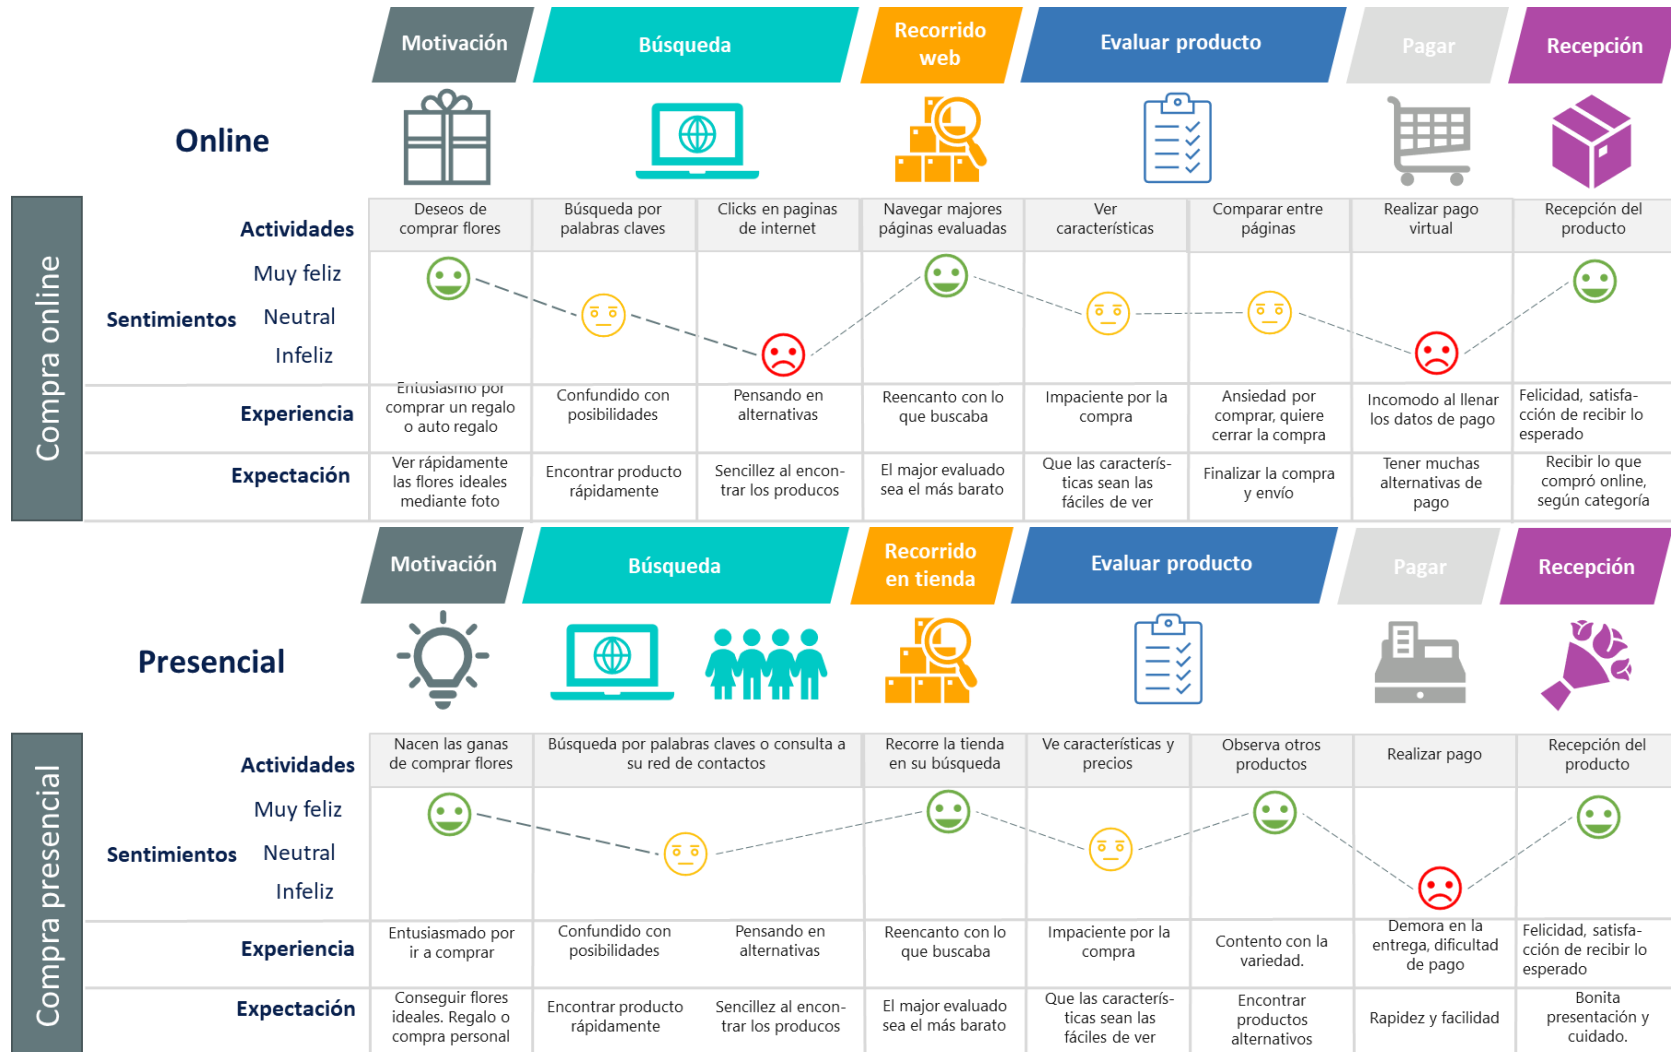 Motivación
Búsqueda
Recorrido
web
Evaluar producto
Pagar
Recepción
Online
Compra online
Actividades
Deseos de
comprar flores
Búsqueda por
palabras claves
Clicks en paginas
de internet
Navegar majores
páginas evaluadas
Ver
características
Comparar entre
páginas
Realizar pago
virtual
Recepción del
producto
Sentimientos
Muy feliz
Neutral
Infeliz
Experiencia
Entusiasmo por
comprar un regalo
o auto regalo
Confundido con
posibilidades
Pensando en
alternativas
Reencanto con lo
que buscaba
Impaciente por la
compra
Ansiedad por
comprar, quiere
cerrar la compra
Incomodo al llenar
los datos de pago
Felicidad, satisfa-
cción de recibir lo
esperado
Expectación
Ver rápidamente
las flores ideales
mediante foto
Encontrar producto
rápidamente
Sencillez al encon-
trar los producos
El major evaluado
sea el más barato
Que las caracterís-
ticas sean las
fáciles de ver
Finalizar la compra
y envío
Tener muchas
alternativas de
pago
Recibir lo que
compró online,
según categoría
Motivación
Búsqueda
Recorrido
en tienda
Evaluar producto
Pagar
Recepción
Presencial
Compra presencial
Actividades
Nacen las ganas
de comprar flores
Búsqueda por palabras claves o consulta a
su red de contactos
Recorre la tienda
en su búsqueda
Ve característicss y
precios
Observa otros
productos
Realizar pago
Recepción del
producto
Sentimientos
Muy feliz
Neutral
Infeliz
Experiencia
Entusiasmado por
ir a comprar
Confundido con
posibilidades
Pensando en
alternativas
Reencanto con lo
que buscaba
Impaciente por la
compra
Contento con la
variedad.
Demora en la
entrega, dificultad
de pago
Felicidad, satisfa-
cción de recibir lo
esperado
Expectación
Conseguir flores
ideales. Regalo o
compra personal
Encontrar producto
rápidamente
Sencillez al encon-
trar los producos
El major evaluado
sea el más barato
Que las caracterís-
ticas sean las
fáciles de ver
Encontrar
productos
alternativos
Rapidez y facilidad
Bonita
presentación y
cuidado.